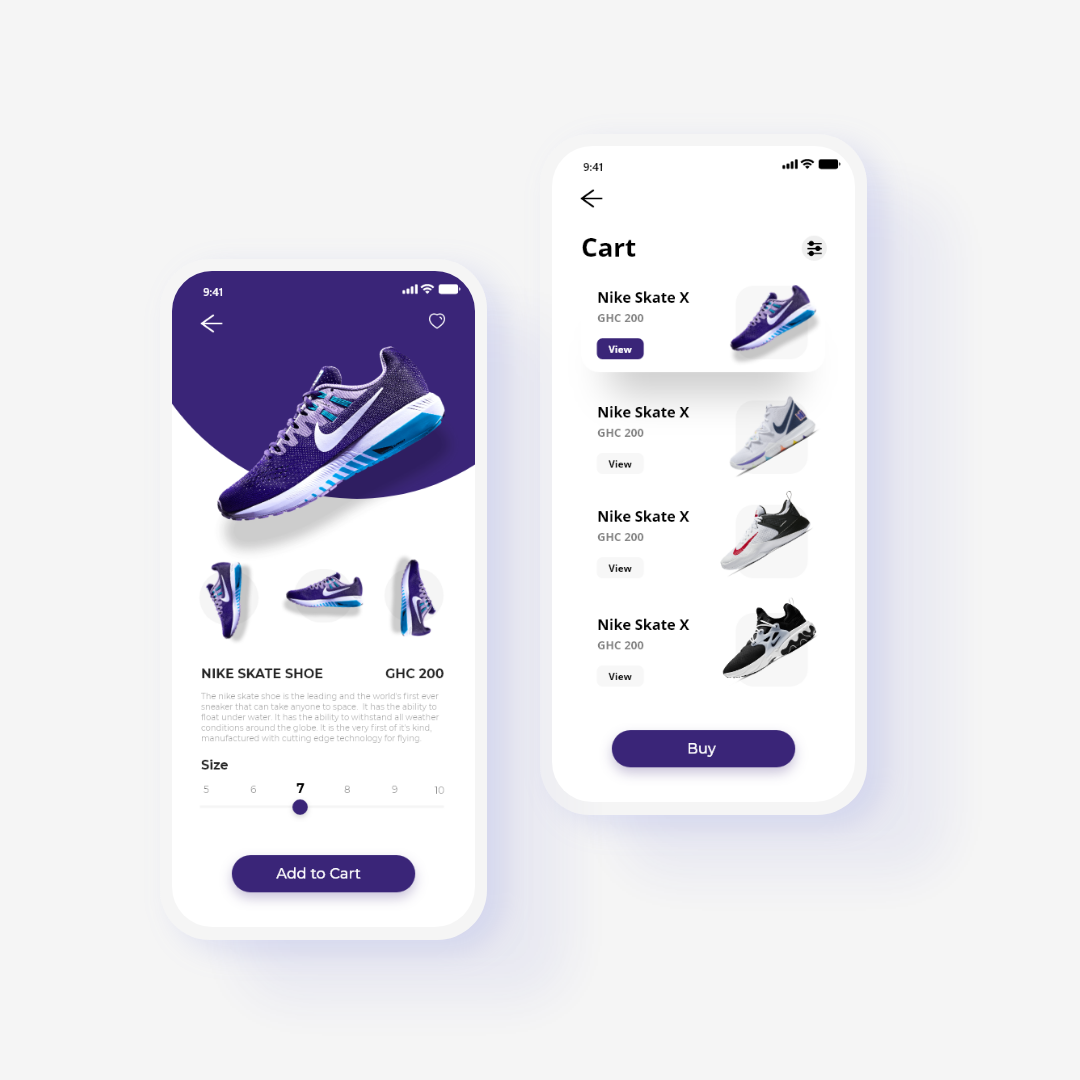 9:41
NIKE SKATE SHOE
GHC 200
The nike skate shoe is the leading and the world's first ever
sneaker that can take anyone to space. It has the ability to
float under water. It has the ability to withstand all weather
conditions around the globe. It is the very first of it's kind,
manufactured with cutting edge technology for flying.
Size
5 6 7 8 9 10
Add to Cart
9:41
Cart
Nike Skate X
GHC 200
View
Nike Skate X
GHC 200
View
Nike Skate X
GHC 200
View
Nike Skate X
GHC 200
View
Buy